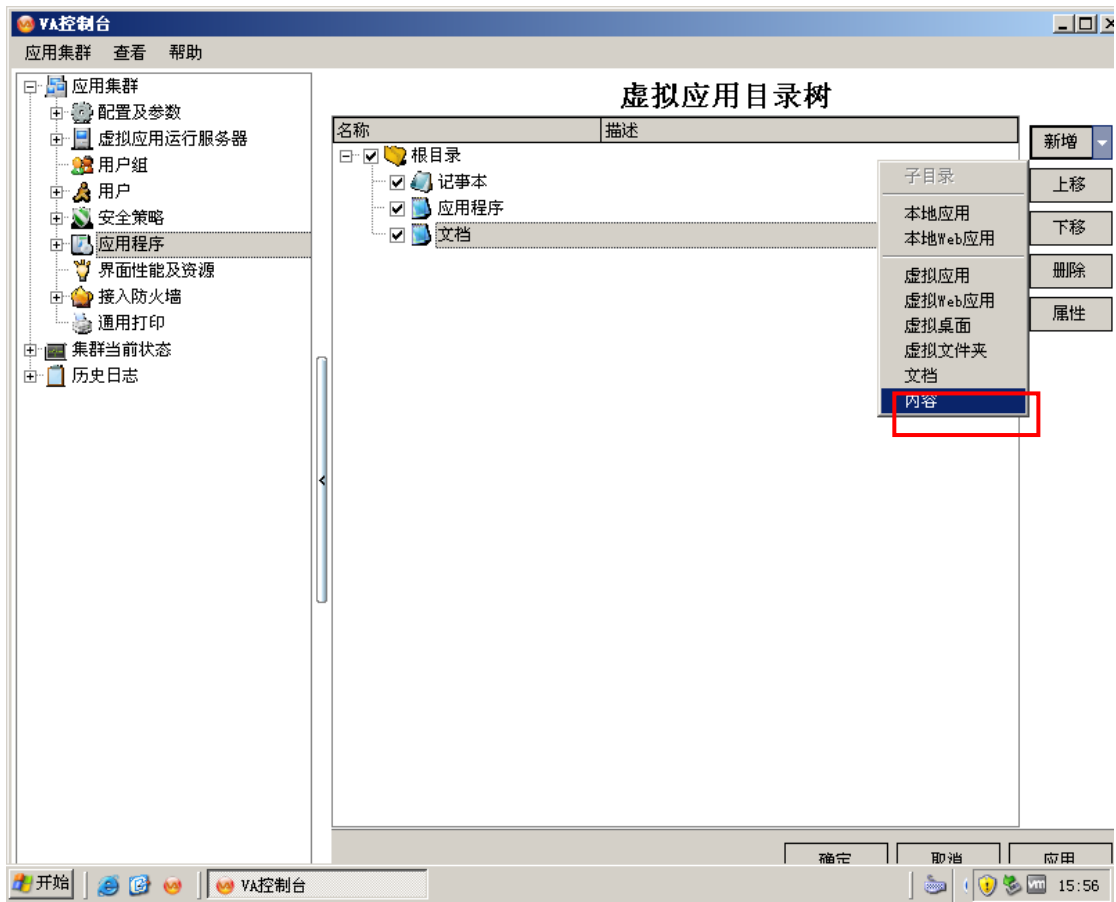 VA控制台
应用集群 查看 帮助
应用集群
配置及参数
虚拟应用运行服务器
用户组
用户
安全策略
应用程序
界面性能及资源
接入防火墙
通用打印
集群当前状态
历史日志
虚拟应用目录树
名称 描述
根目录
记事本
应用程序
文档
新增
上移
下移
删除
属性
子目录
本地应用
本地Web应用
虚拟应用
虚拟Web应用
虚拟桌面
虚拟文件夹
文档
内容
确定 取消 应用
开始 VA控制台 15:56